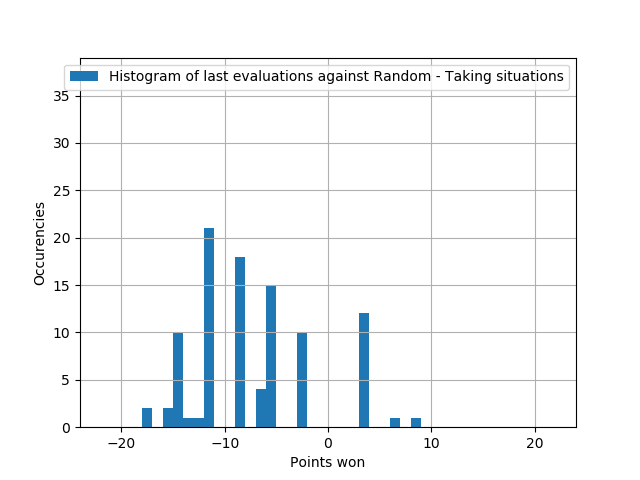 Histogram of last evaluations against Random - Taking situations
35
30
25
20
15
10
5
0
Occurencies
−20 −10 0 10 20
Points won